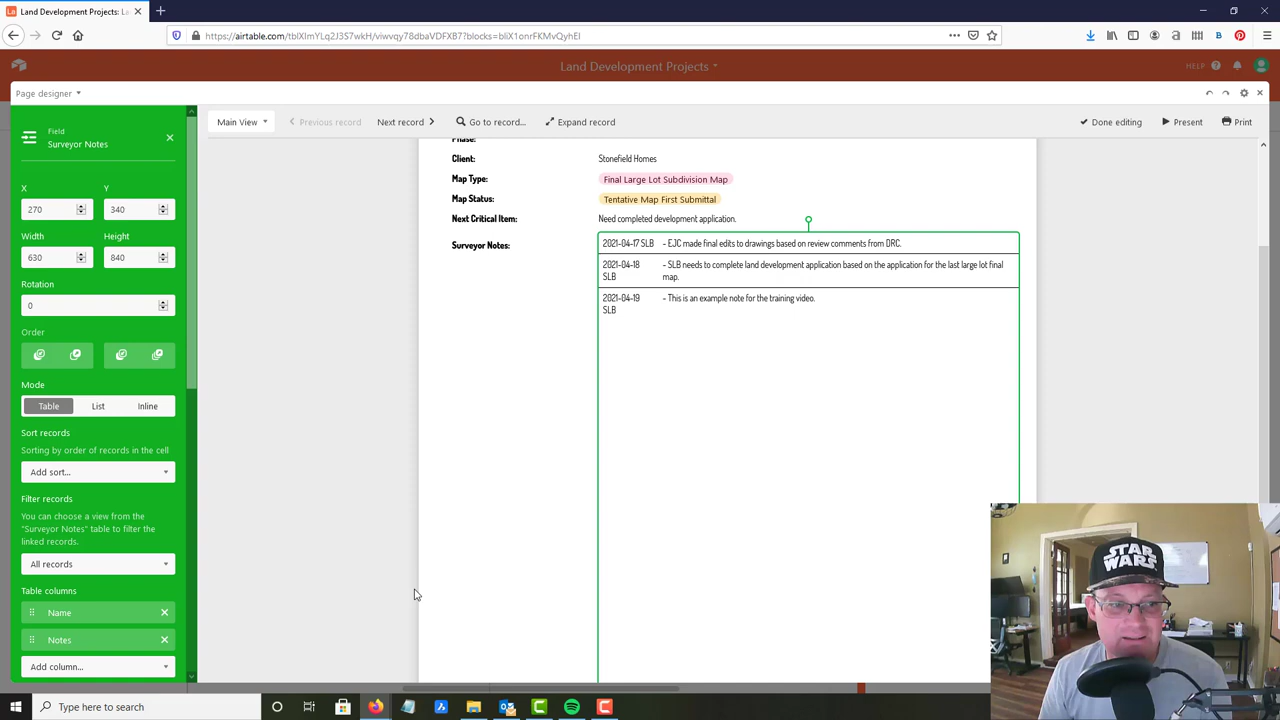 Land Development Projects: La
https://airtable.com/tblXlmYLq2J3S7wkH/viwvqy78dbaVDFXB7?blocks=bliX1onrFKMvQyhEl
Land Development Projects
HELP
Page designer
Field
Surveyor Notes
Main View
Previous record
Next record
Go to record...
Expand record
Done editing
Present
Print
X
Y
270
340
Width
Height
630
840
Rotation
0
Order
Mode
Table
List
Inline
Sort records
Sorting by order of records in the cell
Add sort...
Filter records
You can choose a view from the
"Surveyor Notes" table to filter the
linked records.
All records
Table columns
Name
Notes
Add column...
Phase:
Client:
Stonefield Homes
Map Type:
Final Large Lot Subdivision Map
Map Status:
Tentative Map First Submittal
Next Critical Item:
Need completed development application.
Surveyor Notes:
2021-04-17 SLB
- EJC made final edits to drawings based on review comments from DRC.
2021-04-18
SLB
- SLB needs to complete land development application based on the application for the last large lot final
map.
2021-04-19
SLB
- This is an example note for the training video.
STAR
WARS
Type here to search